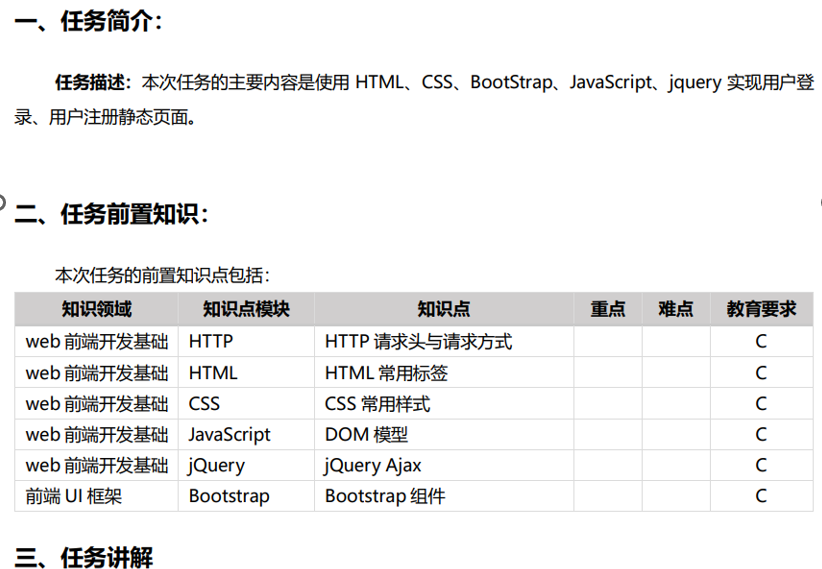 一、任务简介：
任务描述：本次任务的主要内容是使用 HTML、CSS、BootStrap、JavaScript、jquery 实现用户登
录、用户注册静态页面。
二、任务前置知识：
本次任务的前置知识点包括：
知识领域 知识点模块 知识点 重点 难点 教育要求
web 前端开发基础 HTTP HTTP 请求头与请求方式 C
web 前端开发基础 HTML HTML 常用标签 C
web 前端开发基础 CSS CSS 常用样式 C
web 前端开发基础 JavaScript DOM 模型 C
web 前端开发基础 jQuery jQuery Ajax C
前端 UI 框架 Bootstrap Bootstrap 组件 C
三、任务讲解